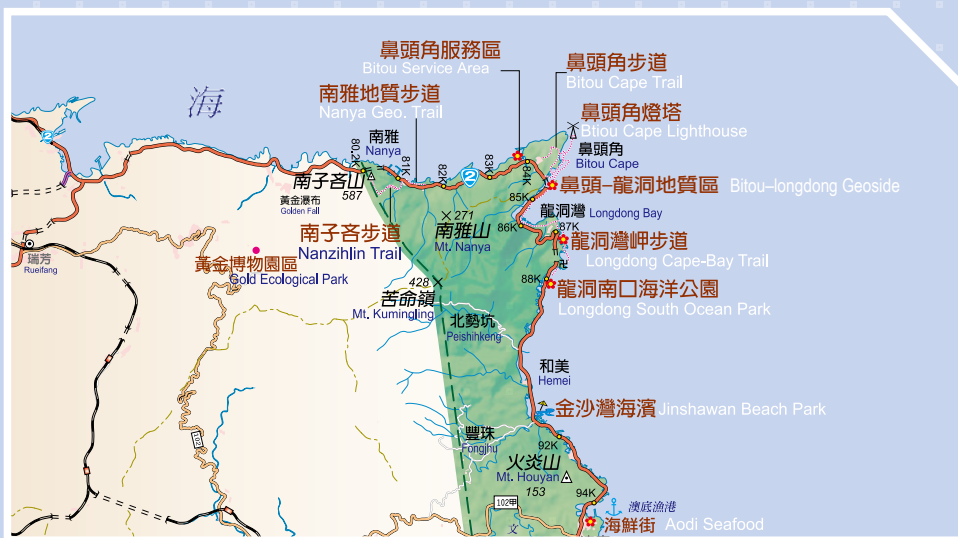 鼻頭角服務區
Bitou Service Area
鼻頭角步道
Bitou Cape Trail
海
南雅地質步道
Nanya Geo. Trail
鼻頭角燈塔
Btiou Cape Lighthouse
2
南雅
Nanya
鼻頭角
Bitou Cape
80.2K
81K
82K
2
83K
84K
南子吝山
587
黃金瀑布
Golden Fall
鼻頭–龍洞地質區 Bitou–longdong Geoside
85K
271
南雅山
Mt. Nanya
86K
龍洞灣 Longdong Bay
87K
南子吝步道
Nanzihlin Trail
龍洞灣岬步道
Longdong Cape-Bay Trail
瑞芳
Rueifang
黃金博物園區
Gold Ecological Park
428
苦命嶺
Mt. Kumingling
88K
龍洞南口海洋公園
Longdong South Ocean Park
北勢坑
Peishihkeng
和美
Hemei
金沙灣海濱 Jinshawan Beach Park
102
豐珠
Fongjhu
92K
火炎山
Mt. Houyan
153
102甲
94K
澳底漁港
文
海鮮街 Aodi Seafood